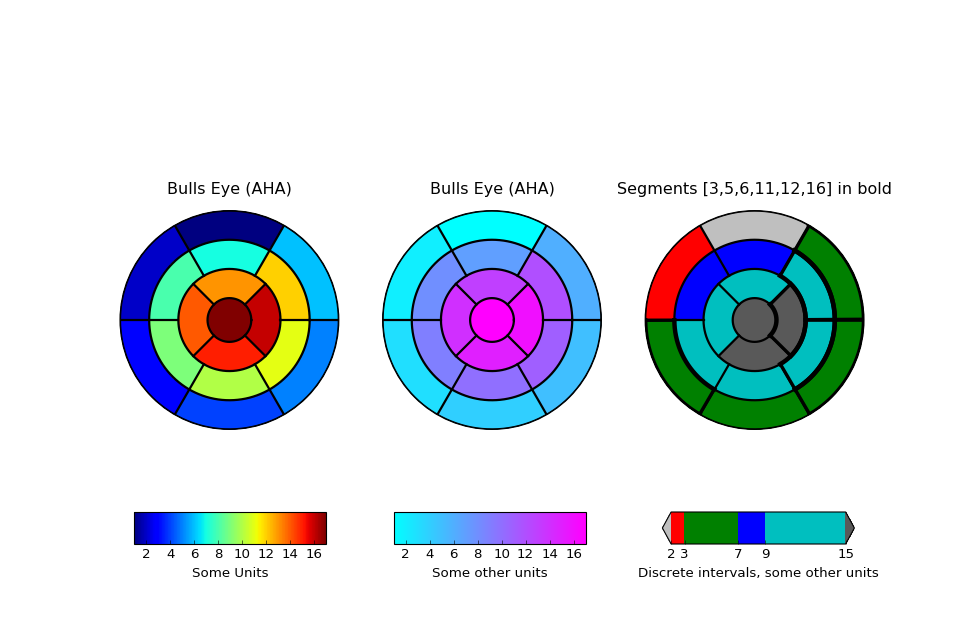 Bulls Eye (AHA)
Bulls Eye (AHA)
Segments [3,5,6,11,12,16] in bold
2 4 6 8 10 12 14 16
Some Units
2 4 6 8 10 12 14 16
Some other units
2 3 7 9 15
Discrete intervals, some other units